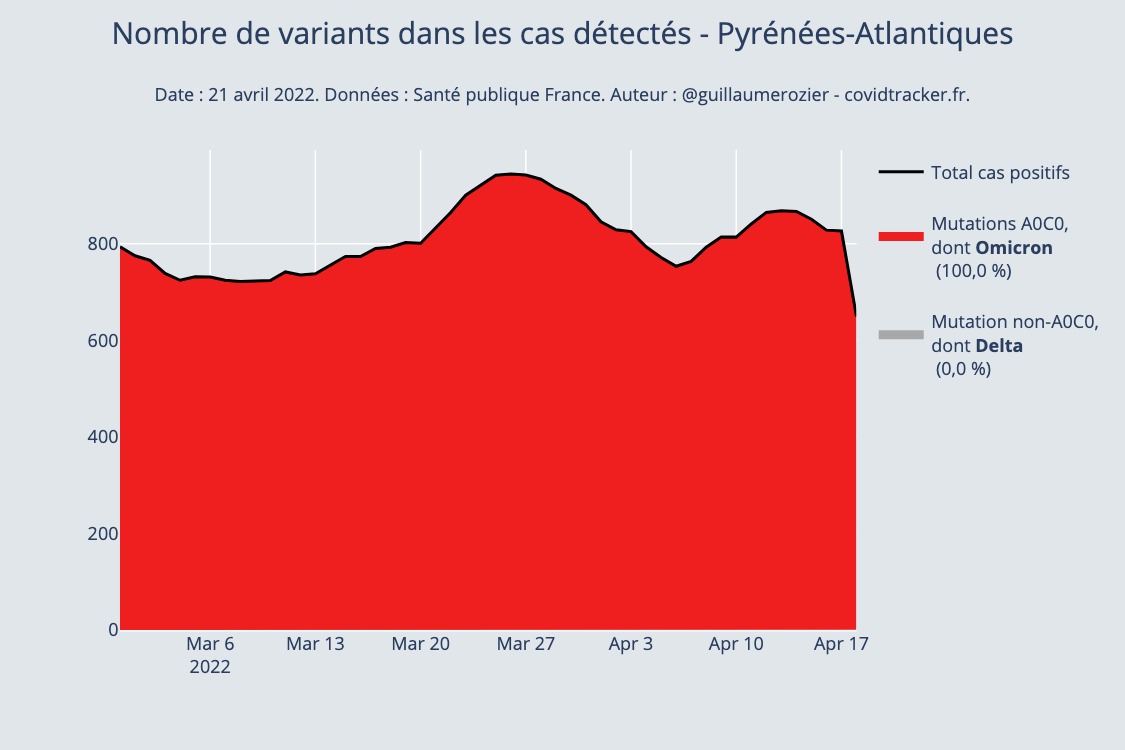 Nombre de variants dans les cas détectés - Pyrénées-Atlantiques
Date : 21 avril 2022. Données : Santé publique France. Auteur : @guillaumerozier - covidtracker.fr.
Total cas positifs
Mutations A0C0,
dont Omicron
(100,0 %)
Mutation non-A0C0,
dont Delta
(0,0 %)
800
600
400
200
0
Mar 6
2022
Mar 13
Mar 20
Mar 27
Apr 3
Apr 10
Apr 17